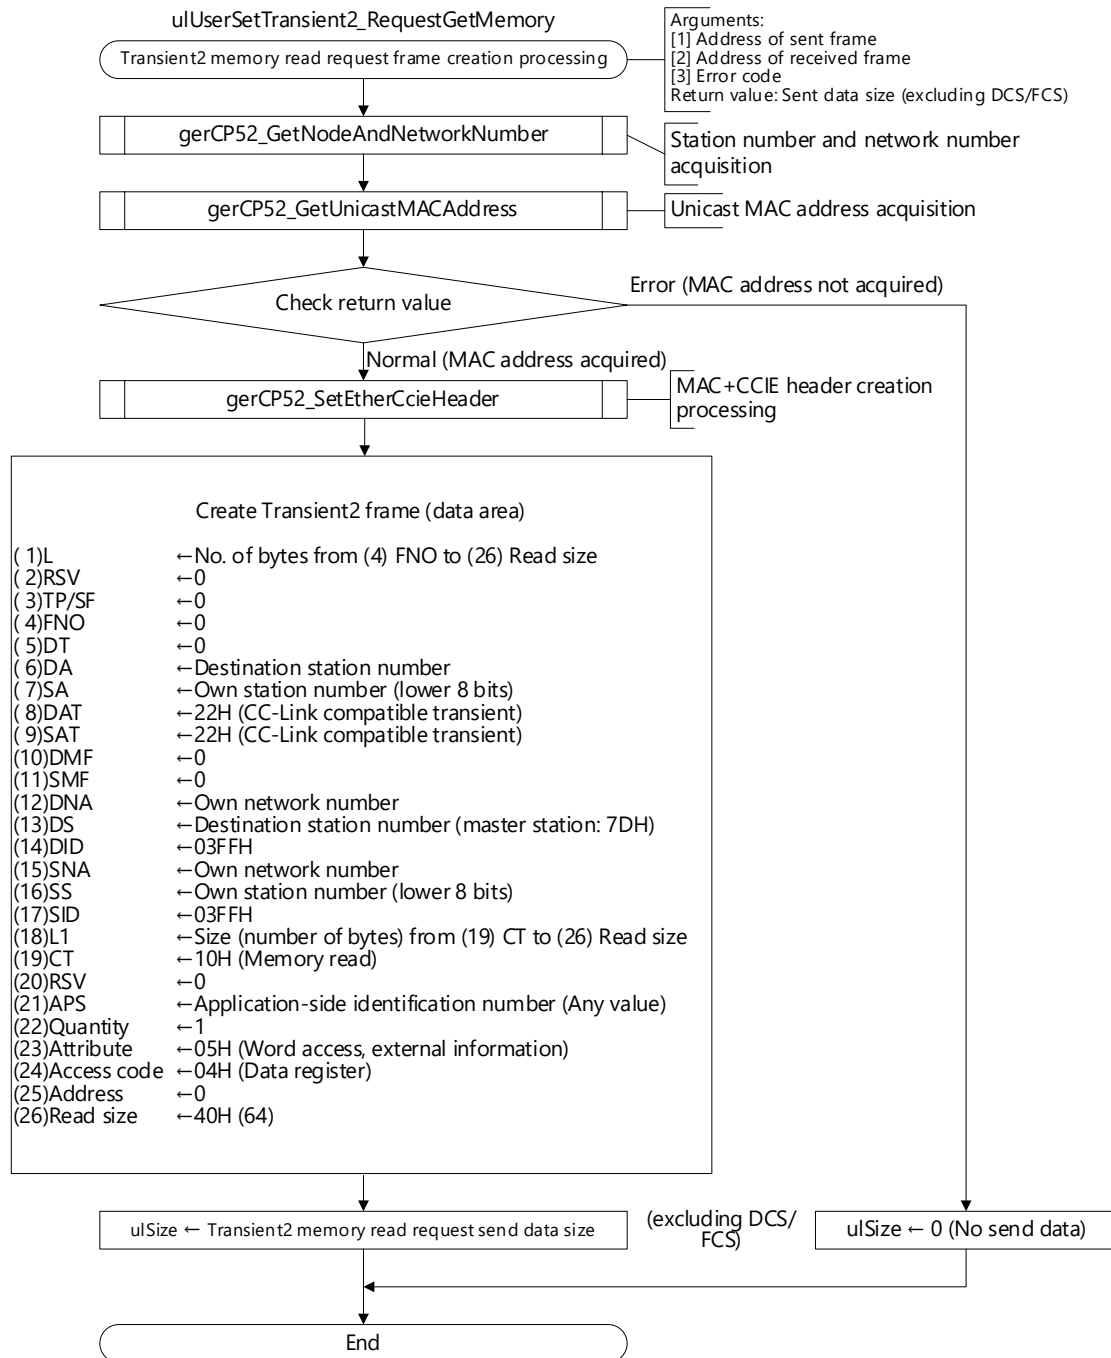 ulUserSetTransient2_RequestGetMemory
Transient2 memory read request frame creation processing
Arguments:
[1] Address of sent frame
[2] Address of received frame
[3] Error code
Return value: Sent data size (excluding DCS/FCS)
gerCP52_GetNodeAndNetworkNumber
Station number and network number
acquisition
gerCP52_GetUnicastMACAddress
Unicast MAC address acquisition
Check return value
Error (MAC address not acquired)
Normal (MAC address acquired)
gerCP52_SetEtherCcieHeader
MAC+CCIE header creation
processing
Create Transient2 frame (data area)
( 1)L ←No. of bytes from (4) FNO to (26) Read size
( 2)RSV ←0
( 3)TP/SF ←0
( 4)FNO ←0
( 5)DT ←0
( 6)DA ←Destination station number
( 7)SA ←Own station number (lower 8 bits)
( 8)DAT ←22H (CC-Link compatible transient)
( 9)SAT ←22H (CC-Link compatible transient)
(10)DMF ←0
(11)SMF ←0
(12)DNA ←Own network number
(13)DS ←Destination station number (master station: 7DH)
(14)DID ←03FFH
(15)SNA ←Own network number
(16)SS ←Own station number (lower 8 bits)
(17)SID ←03FFH
(18)L1 ←Size (number of bytes) from (19) CT to (26) Read size
(19)CT ←10H (Memory read)
(20)RSV ←0
(21)APS ←Application-side identification number (Any value)
(22)Quantity ←1
(23)Attribute ←05H (Word access, external information)
(24)Access code ←04H (Data register)
(25)Address ←0
(26)Read size ←40H (64)
ulSize ← Transient2 memory read request send data size
(excluding DCS/
FCS)
ulSize ← 0 (No send data)
End